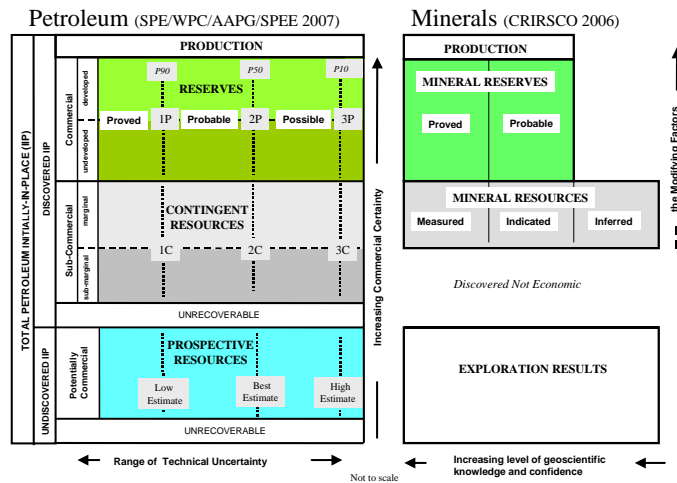 Petroleum (SPE/WPC/AAPG/SPEE 2007)
TOTAL PETROLEUM INITIALLY-IN-PLACE (IIP)
DISCOVERED IIP
UNDISCOVERED IIP
Commercial
Sub-Commercial
Potentially
Commercial
developed
undeveloped
marginal
sub-marginal
PRODUCTION
P90 P50 P10
RESERVES
Proved 1P Probable 2P Possible 3P
CONTINGENT
RESOURCES
1C 2C 3C
UNRECOVERABLE
PROSPECTIVE
RESOURCES
Low
Estimate
Best
Estimate
High
Estimate
UNRECOVERABLE
Range of Technical Uncertainty
Increasing Commercial Certainty
Not to scale
Minerals (CRIRSCO 2006)
PRODUCTION
MINERAL RESERVES
Proved Probable
MINERAL RESOURCES
Measured Indicated Inferred
Discovered Not Economic
EXPLORATION RESULTS
Increasing level of geoscientific
knowledge and confidence
the Modifying Factors